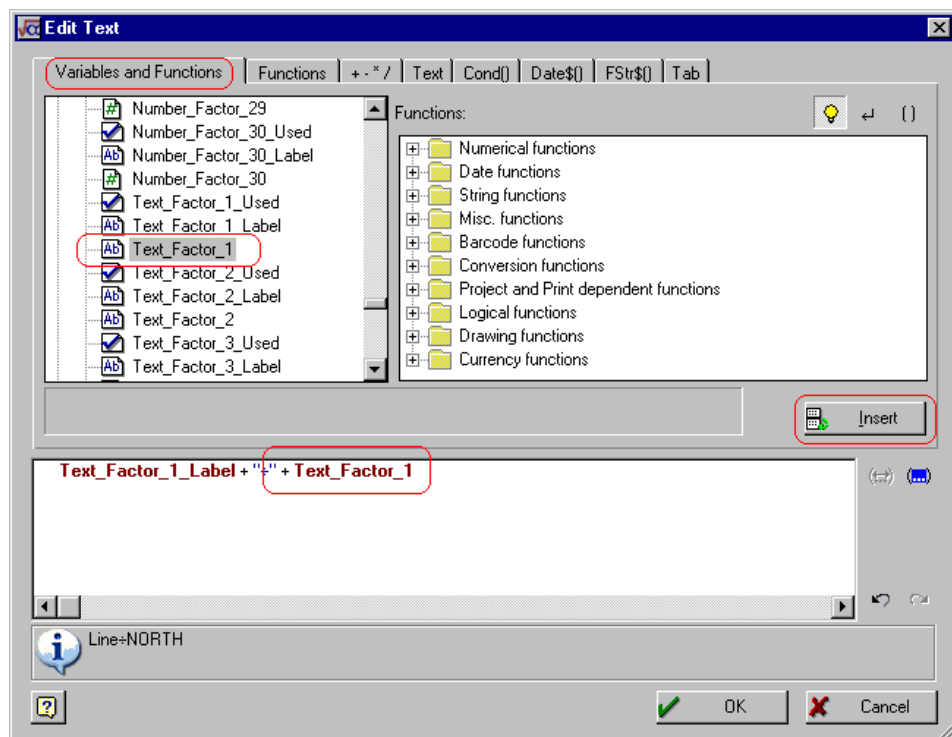 Edit Text
Variables and Functions Functions + - * / Text Cond() Date$() FStr$() Tab
Number_Factor_29
Number_Factor_30_Used
Number_Factor_30_Label
Number_Factor_30
Text_Factor_1_Used
Text_Factor_1_Label
Text_Factor_1
Text_Factor_2_Used
Text_Factor_2_Label
Text_Factor_2
Text_Factor_3_Used
Text_Factor_3_Label
Functions:
Numerical functions
Date functions
String functions
Misc. functions
Barcode functions
Conversion functions
Project and Print dependent functions
Logical functions
Drawing functions
Currency functions
Insert
Text_Factor_1_Label + "÷" + Text_Factor_1
Line÷NORTH
OK Cancel